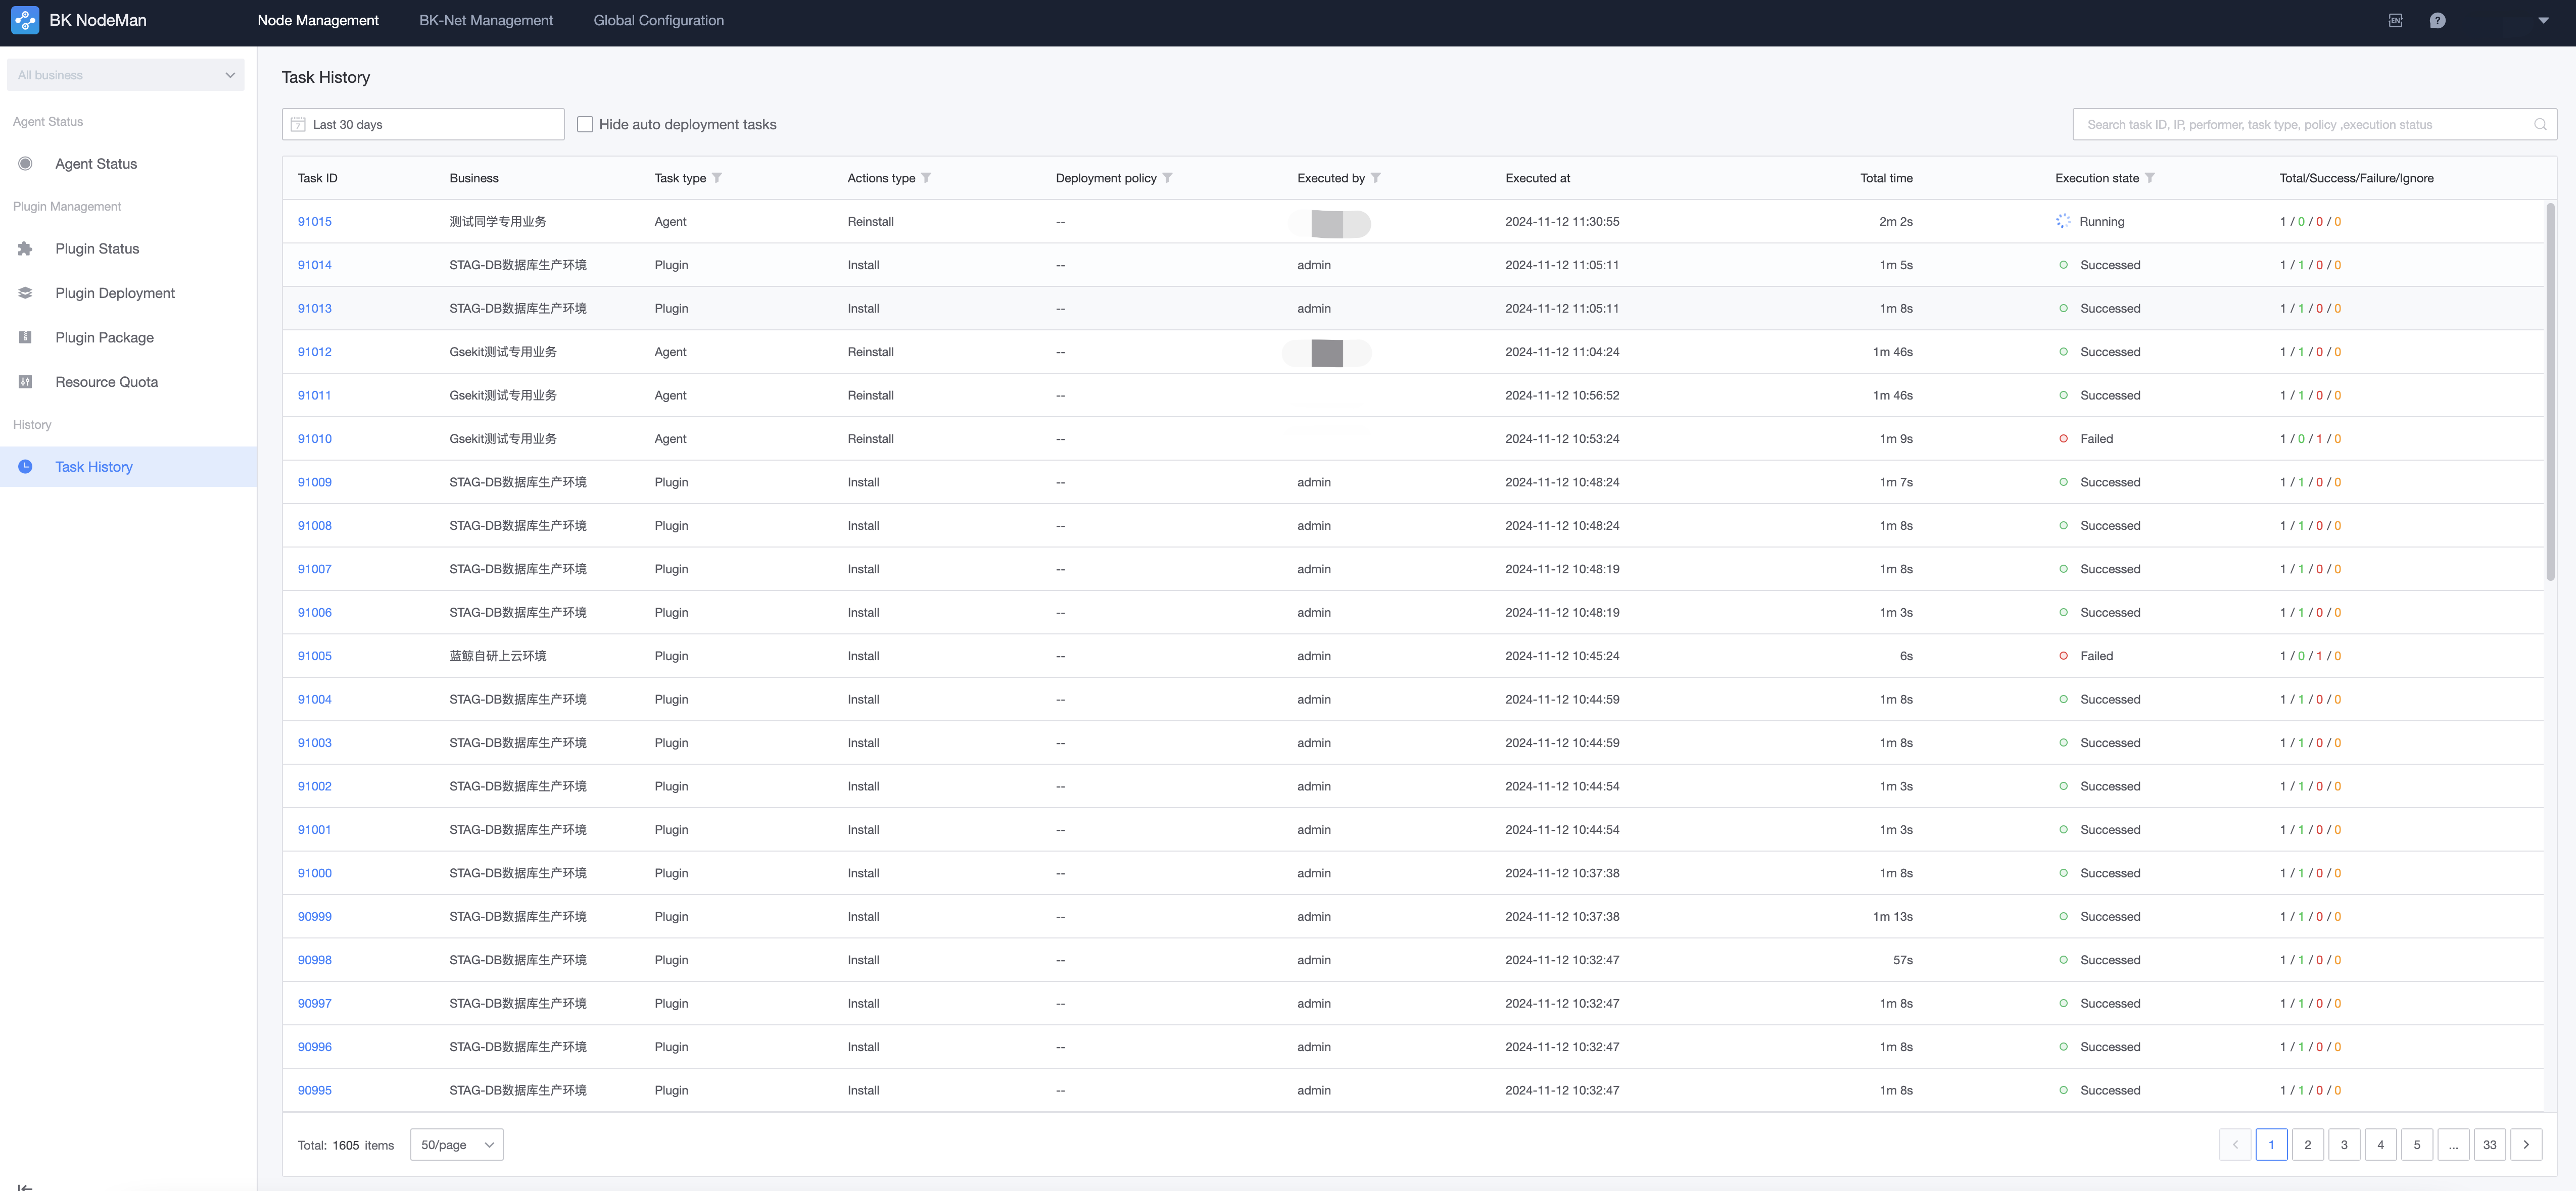 BK NodeMan Node Management BK-Net Management Global Configuration EN ?
All business
Agent Status
Agent Status
Plugin Management
Plugin Status
Plugin Deployment
Plugin Package
Resource Quota
History
Task History
Task History
7 Last 30 days Hide auto deployment tasks Search task ID, IP, performer, task type, policy ,execution status
Task ID Business Task type Actions type Deployment policy Executed by Executed at Total time Execution state Total/Success/Failure/Ignore
91015 测试同学专用业务 Agent Reinstall -- 2024-11-12 11:30:55 2m 2s Running 1 / 0 / 0 / 0
91014 STAG-DB数据库生产环境 Plugin Install -- admin 2024-11-12 11:05:11 1m 5s Successed 1 / 1 / 0 / 0
91013 STAG-DB数据库生产环境 Plugin Install -- admin 2024-11-12 11:05:11 1m 8s Successed 1 / 1 / 0 / 0
91012 Gsekit测试专用业务 Agent Reinstall -- 2024-11-12 11:04:24 1m 46s Successed 1 / 1 / 0 / 0
91011 Gsekit测试专用业务 Agent Reinstall -- 2024-11-12 10:56:52 1m 46s Successed 1 / 1 / 0 / 0
91010 Gsekit测试专用业务 Agent Reinstall -- 2024-11-12 10:53:24 1m 9s Failed 1 / 0 / 1 / 0
91009 STAG-DB数据库生产环境 Plugin Install -- admin 2024-11-12 10:48:24 1m 7s Successed 1 / 1 / 0 / 0
91008 STAG-DB数据库生产环境 Plugin Install -- admin 2024-11-12 10:48:24 1m 8s Successed 1 / 1 / 0 / 0
91007 STAG-DB数据库生产环境 Plugin Install -- admin 2024-11-12 10:48:19 1m 8s Successed 1 / 1 / 0 / 0
91006 STAG-DB数据库生产环境 Plugin Install -- admin 2024-11-12 10:48:19 1m 3s Successed 1 / 1 / 0 / 0
91005 蓝鲸自研上云环境 Plugin Install -- admin 2024-11-12 10:45:24 6s Failed 1 / 0 / 1 / 0
91004 STAG-DB数据库生产环境 Plugin Install -- admin 2024-11-12 10:44:59 1m 8s Successed 1 / 1 / 0 / 0
91003 STAG-DB数据库生产环境 Plugin Install -- admin 2024-11-12 10:44:59 1m 8s Successed 1 / 1 / 0 / 0
91002 STAG-DB数据库生产环境 Plugin Install -- admin 2024-11-12 10:44:54 1m 3s Successed 1 / 1 / 0 / 0
91001 STAG-DB数据库生产环境 Plugin Install -- admin 2024-11-12 10:44:54 1m 3s Successed 1 / 1 / 0 / 0
91000 STAG-DB数据库生产环境 Plugin Install -- admin 2024-11-12 10:37:38 1m 8s Successed 1 / 1 / 0 / 0
90999 STAG-DB数据库生产环境 Plugin Install -- admin 2024-11-12 10:37:38 1m 13s Successed 1 / 1 / 0 / 0
90998 STAG-DB数据库生产环境 Plugin Install -- admin 2024-11-12 10:32:47 57s Successed 1 / 1 / 0 / 0
90997 STAG-DB数据库生产环境 Plugin Install -- admin 2024-11-12 10:32:47 1m 8s Successed 1 / 1 / 0 / 0
90996 STAG-DB数据库生产环境 Plugin Install -- admin 2024-11-12 10:32:47 1m 8s Successed 1 / 1 / 0 / 0
90995 STAG-DB数据库生产环境 Plugin Install -- admin 2024-11-12 10:32:47 1m 8s Successed 1 / 1 / 0 / 0
Total: 1605 items 50/page 1 2 3 4 5 ... 33